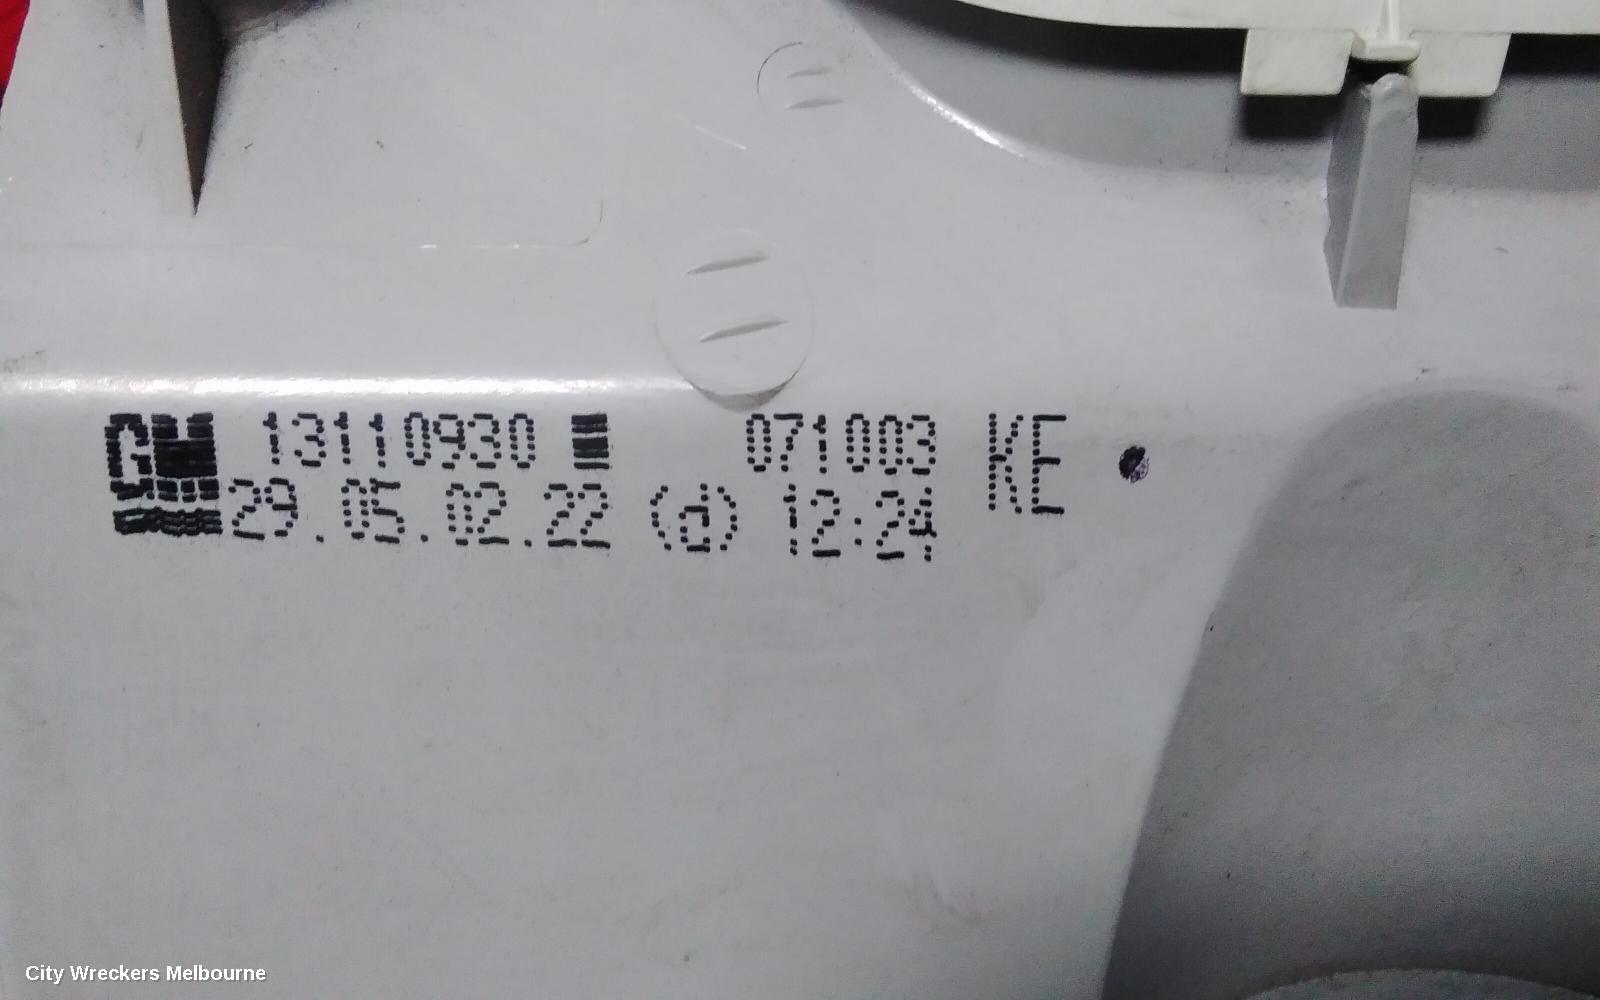 GM 13110930 071003 KE
29.05.02.22 (d) 12:24
City Wreckers Melbourne